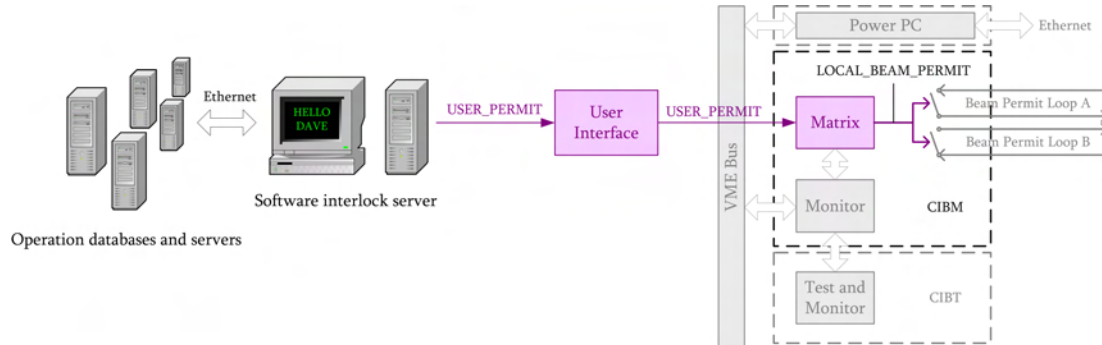 Power PC
Ethernet
LOCAL_BEAM_PERMIT
Ethernet
HELLO
DAVE
USER_PERMIT
User
Interface
USER_PERMIT
Matrix
Beam Permit Loop A
Beam Permit Loop B
VME Bus
Software interlock server
Monitor
CIBM
Operation databases and servers
Test and
Monitor
CIBT